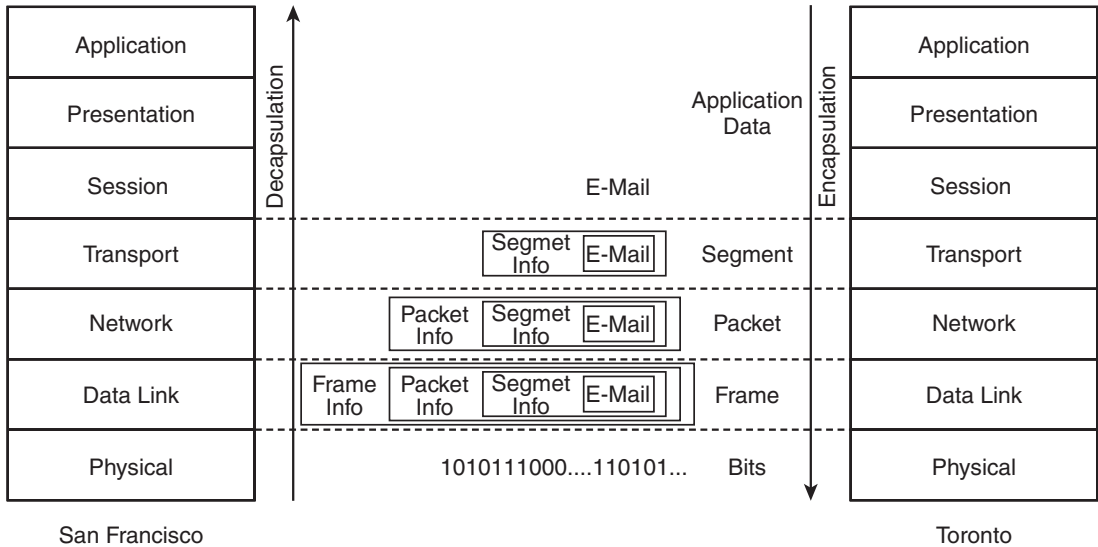 Application
Presentation
Session
Transport
Network
Data Link
Physical
San Francisco
Decapsulation
Application
Data
E-Mail
Segmet
Info
E-Mail
Segment
Packet
Info
Segmet
Info
E-Mail
Packet
Frame
Info
Packet
Info
Segmet
Info
E-Mail
Frame
1010111000....110101...
Bits
Encapsulation
Application
Presentation
Session
Transport
Network
Data Link
Physical
Toronto